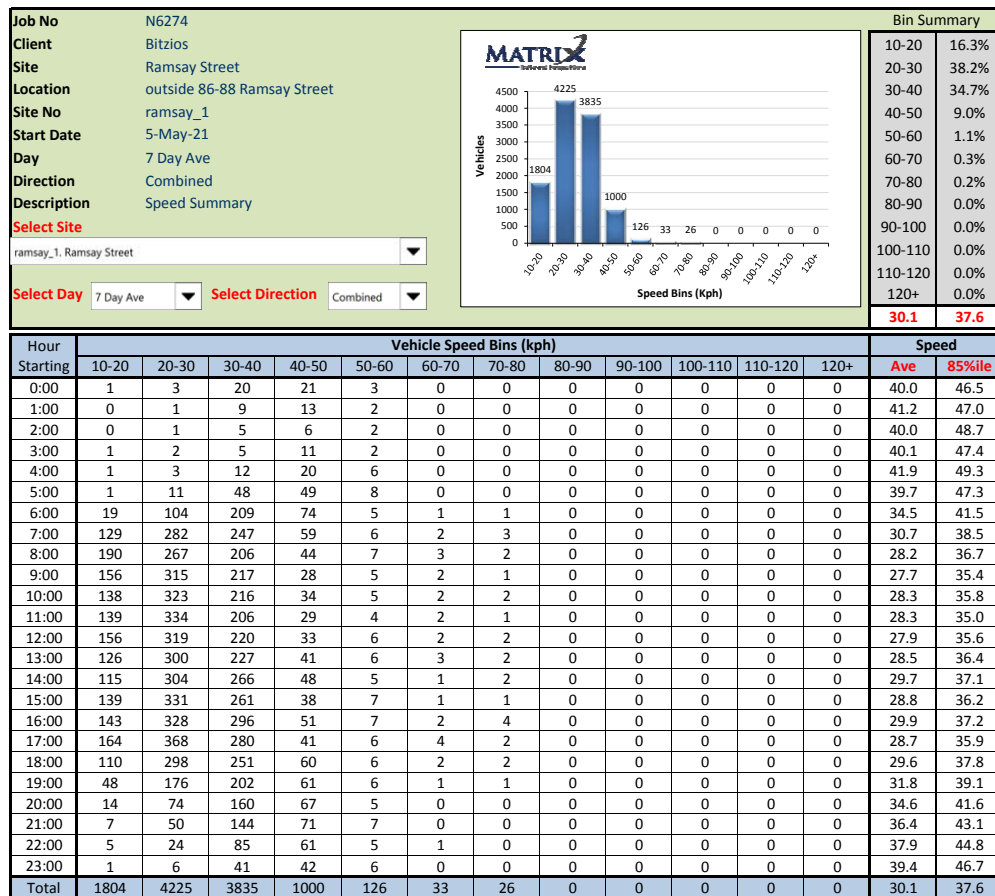 Job No N6274
Client Bitzios
Site Ramsay Street
Location outside 86-88 Ramsay Street
Site No ramsay_1
Start Date 5-May-21
Day 7 Day Ave
Direction Combined
Description Speed Summary
Select Site
ramsay_1. Ramsay Street
Select Day 7 Day Ave Select Direction Combined
MATRIX
Vehicles
4500
4000
3500
3000
2500
2000
1500
1000
500
0
1804 4225 3835 1000 126 33 26 0 0 0 0 0
10-20 20-30 30-40 40-50 50-60 60-70 70-80 80-90 90-100 100-110 110-120 120+
Speed Bins (Kph)
Bin Summary
10-20 16.3%
20-30 38.2%
30-40 34.7%
40-50 9.0%
50-60 1.1%
60-70 0.3%
70-80 0.2%
80-90 0.0%
90-100 0.0%
100-110 0.0%
110-120 0.0%
120+ 0.0%
30.1 37.6
Hour Vehicle Speed Bins (kph) Speed
Starting 10-20 20-30 30-40 40-50 50-60 60-70 70-80 80-90 90-100 100-110 110-120 120+ Ave 85%ile
0:00 1 3 20 21 3 0 0 0 0 0 0 0 40.0 46.5
1:00 0 1 9 13 2 0 0 0 0 0 0 0 41.2 47.0
2:00 0 1 5 6 2 0 0 0 0 0 0 0 40.0 48.7
3:00 1 2 5 11 2 0 0 0 0 0 0 0 40.1 47.4
4:00 1 3 12 20 6 0 0 0 0 0 0 0 41.9 49.3
5:00 1 11 48 49 8 0 0 0 0 0 0 0 39.7 47.3
6:00 19 104 209 74 5 1 1 0 0 0 0 0 34.5 41.5
7:00 129 282 247 59 6 2 3 0 0 0 0 0 30.7 38.5
8:00 190 267 206 44 7 3 2 0 0 0 0 0 28.2 36.7
9:00 156 315 217 28 5 2 1 0 0 0 0 0 27.7 35.4
10:00 138 323 216 34 5 2 2 0 0 0 0 0 28.3 35.8
11:00 139 334 206 29 4 2 1 0 0 0 0 0 28.3 35.0
12:00 156 319 220 33 6 2 2 0 0 0 0 0 27.9 35.6
13:00 126 300 227 41 6 3 2 0 0 0 0 0 28.5 36.4
14:00 115 304 266 48 5 1 2 0 0 0 0 0 29.7 37.1
15:00 139 331 261 38 7 1 1 0 0 0 0 0 28.8 36.2
16:00 143 328 296 51 7 2 4 0 0 0 0 0 29.9 37.2
17:00 164 368 280 41 6 4 2 0 0 0 0 0 28.7 35.9
18:00 110 298 251 60 6 2 2 0 0 0 0 0 29.6 37.8
19:00 48 176 202 61 6 1 1 0 0 0 0 0 31.8 39.1
20:00 14 74 160 67 5 0 0 0 0 0 0 0 34.6 41.6
21:00 7 50 144 71 7 0 0 0 0 0 0 0 36.4 43.1
22:00 5 24 85 61 5 1 0 0 0 0 0 0 37.9 44.8
23:00 1 6 41 42 6 0 0 0 0 0 0 0 39.4 46.7
Total 1804 4225 3835 1000 126 33 26 0 0 0 0 0 30.1 37.6